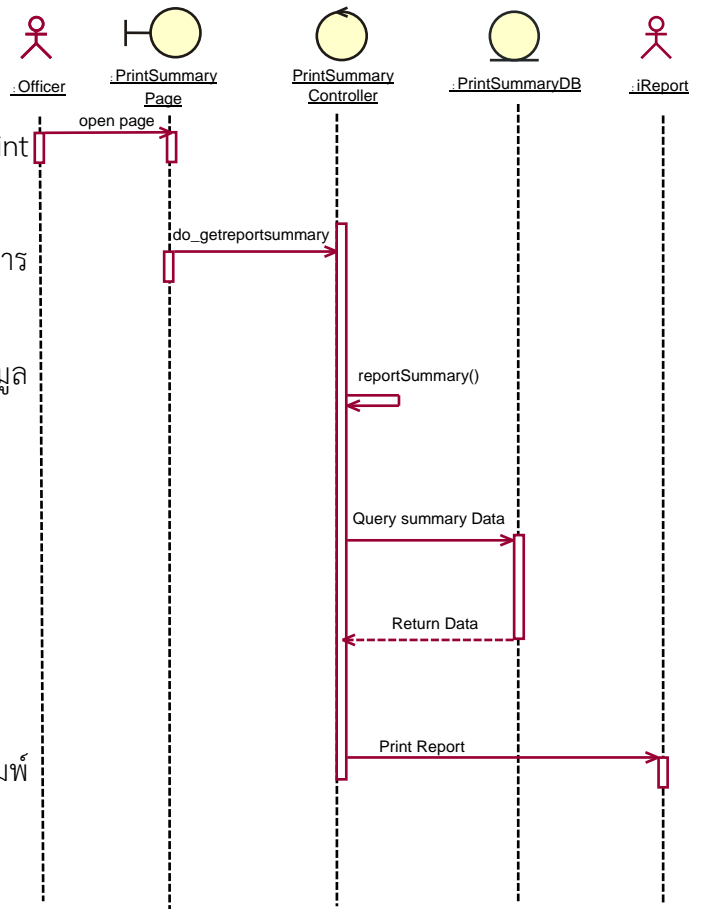 : Officer
: PrintSummary
Page
PrintSummary
Controller
: PrintSummaryDB
: iReport
open page
int
do_getreportsummary
าร
มูล
reportSummary()
Query summary Data
Return Data
Print Report
มพ์